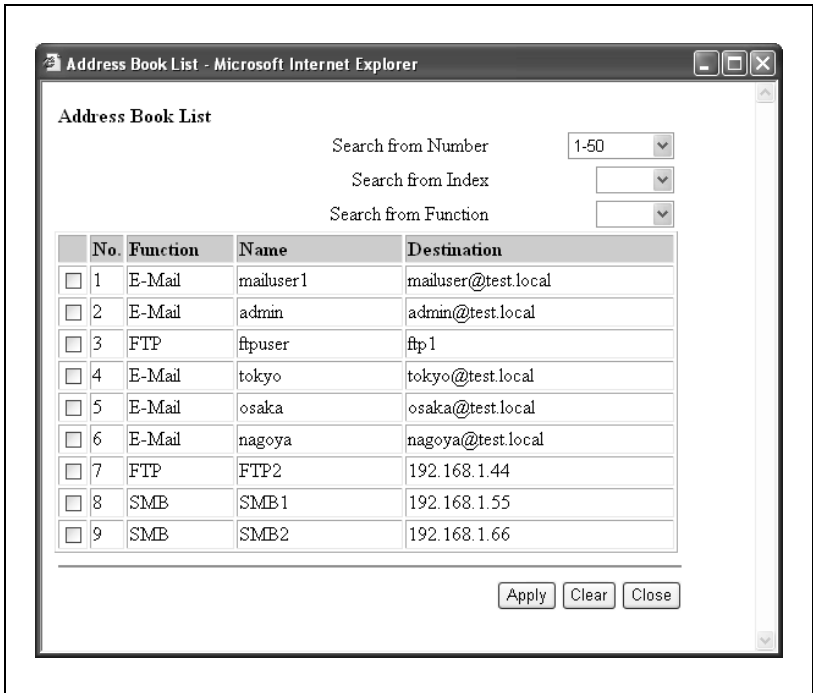 Address Book List - Microsoft Internet Explorer
Address Book List
Search from Number 1-50
Search from Index
Search from Function
No. Function Name Destination
1 E-Mail mailuser1 mailuser@test.local
2 E-Mail admin admin@test.local
3 FTP ftpuser ftp1
4 E-Mail tokyo tokyo@test.local
5 E-Mail osaka osaka@test.local
6 E-Mail nagoya nagoya@test.local
7 FTP FTP2 192.168.1.44
8 SMB SMB1 192.168.1.55
9 SMB SMB2 192.168.1.66
Apply Clear Close